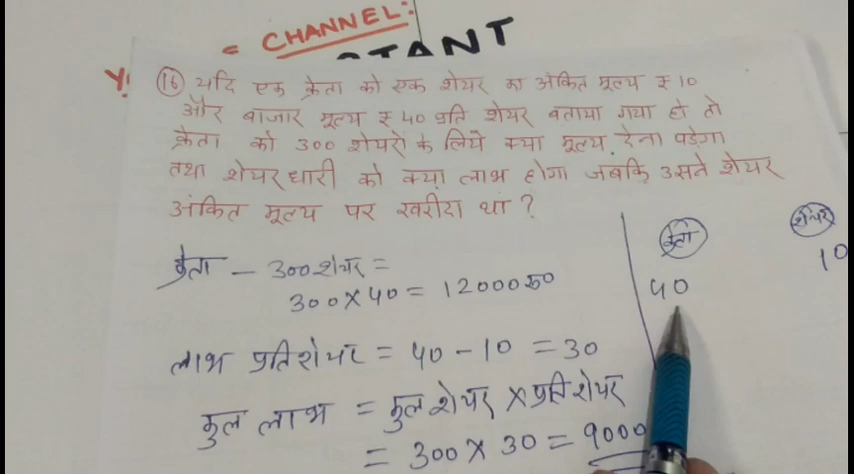 = CHANNEL:
TANT
Y!
(16) यदि एक क्रेता को एक शेयर का अंकित मूल्य ₹10
और बाजार मूल्य ₹40 प्रति शेयर बताया गया हो तो
क्रेता को 300 शेयरो के लिये क्या मूल्य देना पड़ेगा
तथा शेयरधारी को क्या लाभ होगा जबकि उसने शेयर
अंकित मूल्य पर खरीदा था?
क्रेता — 300 शेयर =
300 × 40 = 12000 रु0
लाभ प्रतिशेयर = 40 - 10 = 30
कुल लाभ = कुल शेयर × प्रतिशेयर
= 300 × 30 = 9000
क्रेता
40
शेयर
10